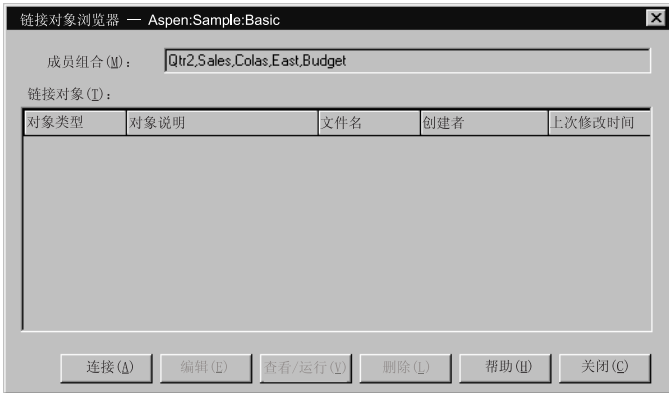 链接对象浏览器 — Aspen:Sample:Basic
成员组合(M): Qtr2,Sales,Colas,East,Budget
链接对象(T):
对象类型 对象说明 文件名 创建者 上次修改时间
连接(A) 编辑(E) 查看/运行(V) 删除(L) 帮助(H) 关闭(C)